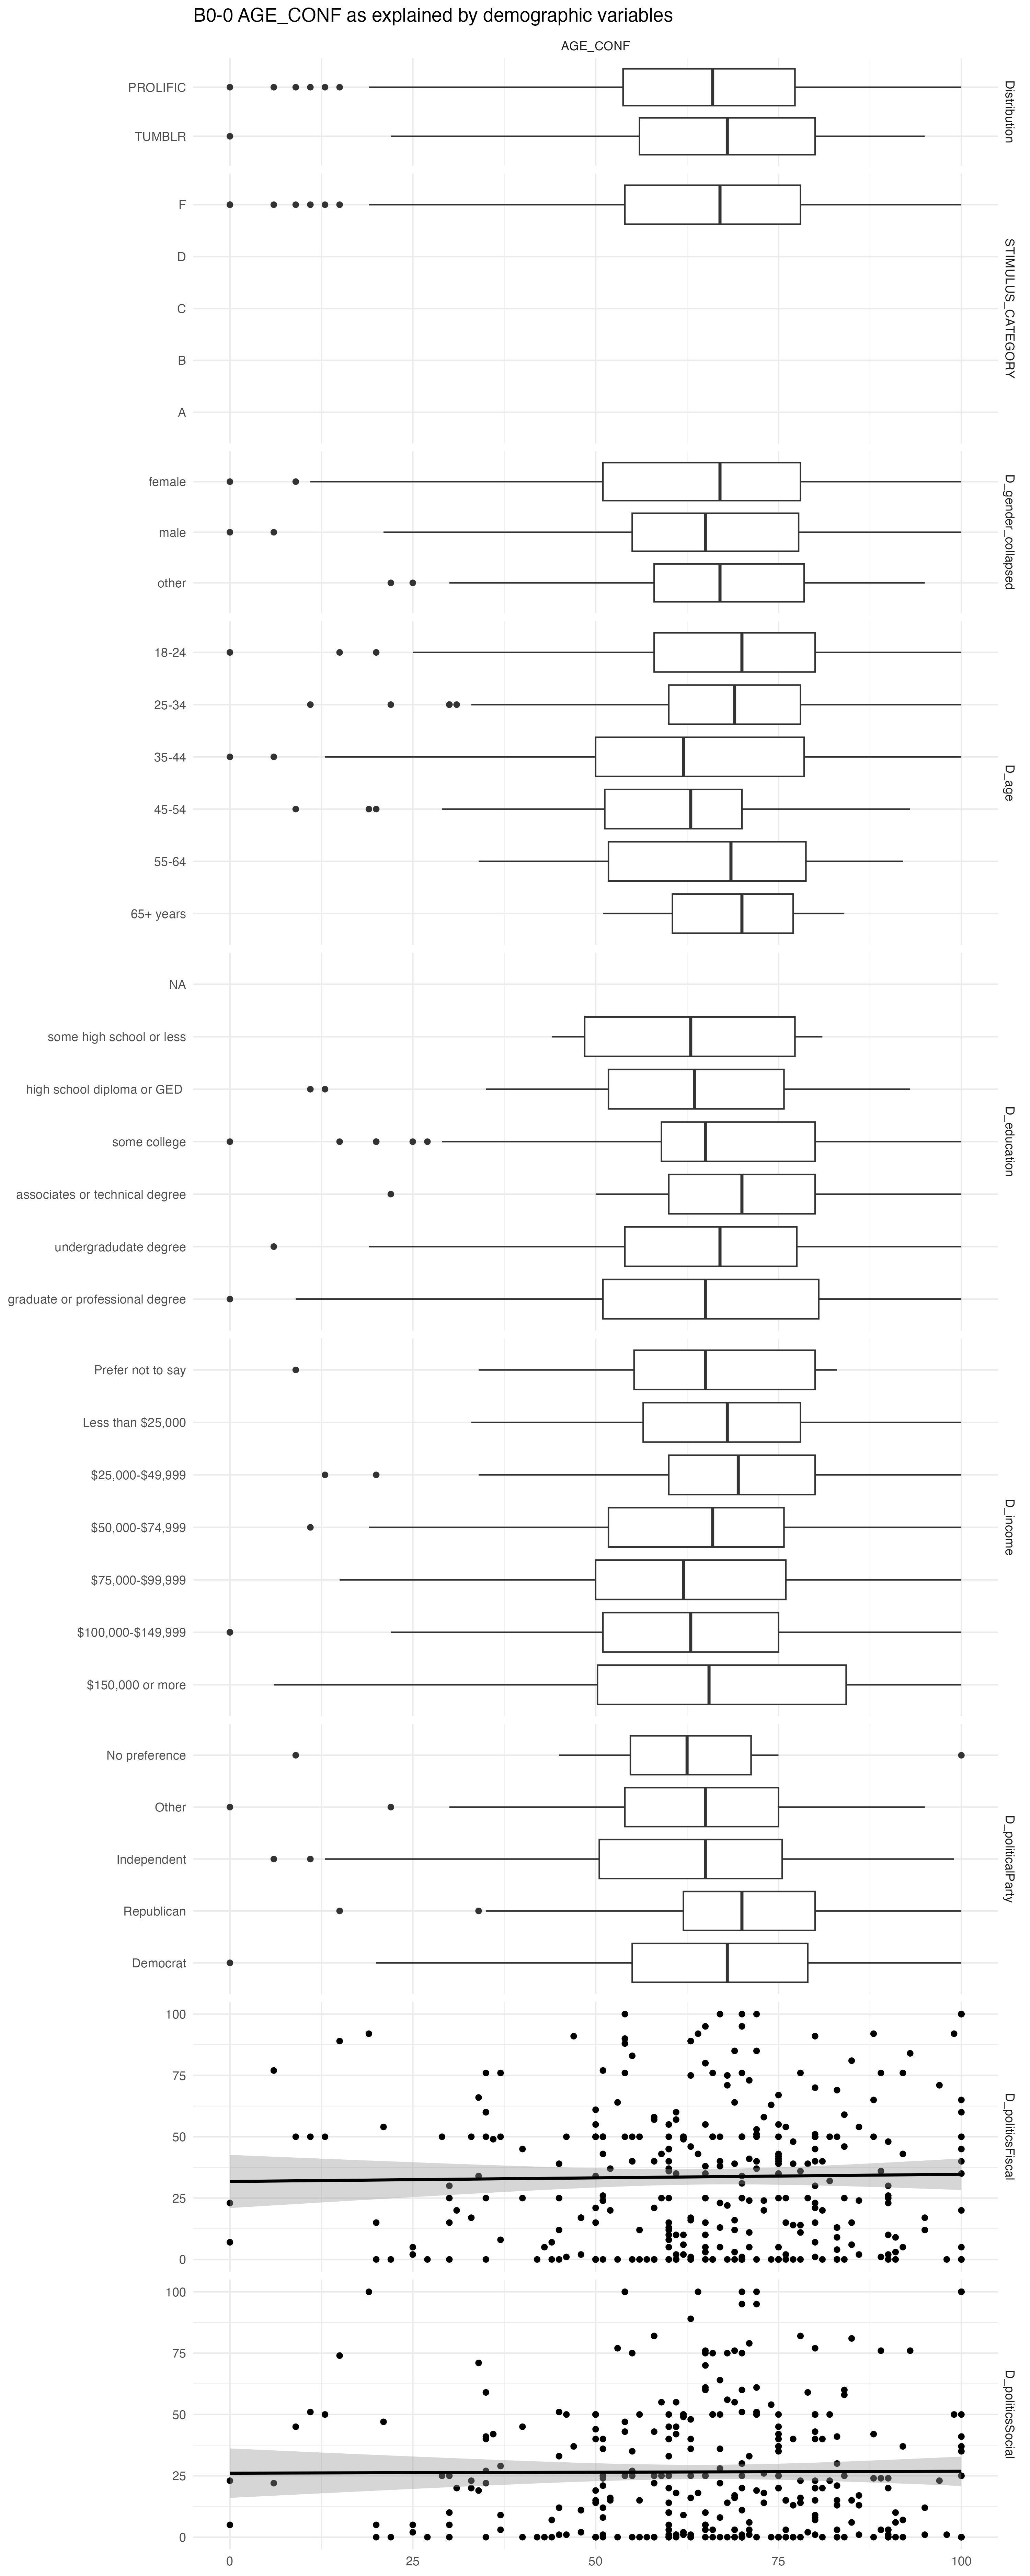 B0-0 AGE_CONF as explained by demographic variables
AGE_CONF
PROLIFIC
TUMBLR
Distribution
F
D
C
B
A
STIMULUS_CATEGORY
female
male
other
D_gender_collapsed
18-24
25-34
35-44
45-54
55-64
65+ years
D_age
NA
some high school or less
high school diploma or GED
some college
associates or technical degree
undergradudate degree
graduate or professional degree
D_education
Prefer not to say
Less than $25,000
$25,000-$49,999
$50,000-$74,999
$75,000-$99,999
$100,000-$149,999
$150,000 or more
D_income
No preference
Other
Independent
Republican
Democrat
D_politicalParty
100
75
50
25
0
D_politicsFiscal
100
75
50
25
0
D_politicsSocial
0 25 50 75 100